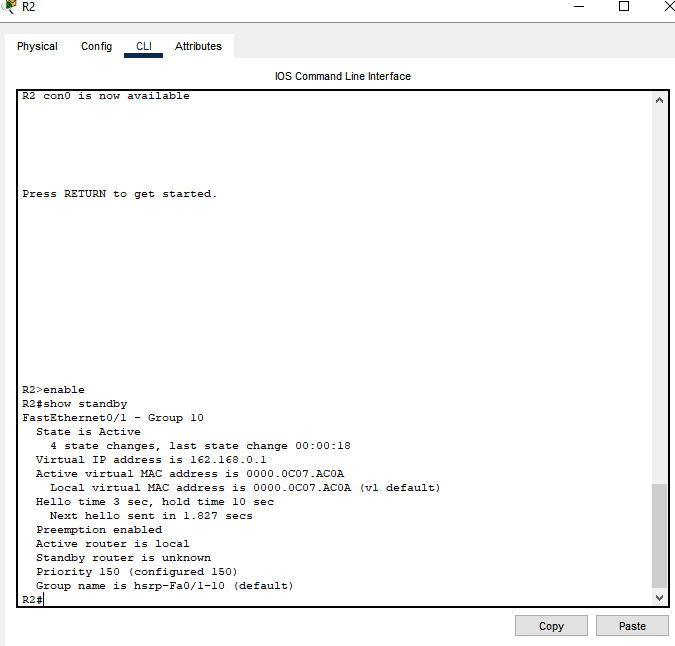 R2
Physical Config CLI Attributes
IOS Command Line Interface
R2 con0 is now available
Press RETURN to get started.
R2>enable
R2#show standby
FastEthernet0/1 - Group 10
State is Active
4 state changes, last state change 00:00:18
Virtual IP address is 162.168.0.1
Active virtual MAC address is 0000.0C07.AC0A
Local virtual MAC address is 0000.0C07.AC0A (v1 default)
Hello time 3 sec, hold time 10 sec
Next hello sent in 1.827 secs
Preemption enabled
Active router is local
Standby router is unknown
Priority 150 (configured 150)
Group name is hsrp-Fa0/1-10 (default)
R2#
Copy Paste